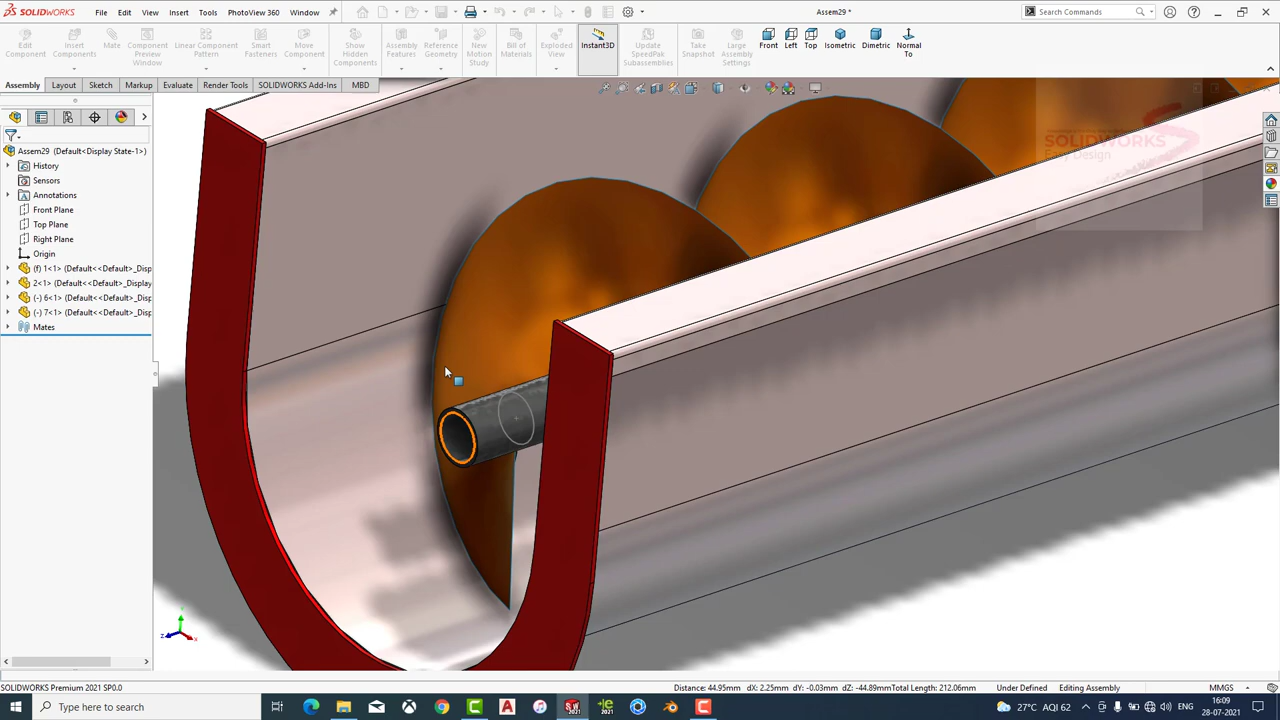 SOLIDWORKS
File Edit View Insert Tools PhotoView 360 Window
Assem29 *
Search Commands
Edit Component
Insert Components
Mate
Component Preview Window
Linear Component Pattern
Smart Fasteners
Move Component
Show Hidden Components
Assembly Features
Reference Geometry
New Motion Study
Bill of Materials
Exploded View
Instant3D
Update SpeedPak Subassemblies
Take Snapshot
Large Assembly Settings
Front
Left
Top
Isometric
Dimetric
Normal To
Assembly Layout Sketch Markup Evaluate Render Tools SOLIDWORKS Add-Ins MBD
SOLIDWORKS
Easy Design
Assem29 (Default<Display State-1>)
History
Sensors
Annotations
Front Plane
Top Plane
Right Plane
Origin
(f) 1<1> (Default<<Default>_Disp
2<1> (Default<<Default>_Display
(-) 6<1> (Default<<Default>_Disp
(-) 7<1> (Default<<Default>_Disp
Mates
Y
Z X
SOLIDWORKS Premium 2021 SP0.0
Distance: 44.95mm dX: 2.25mm dY: -0.03mm dZ: -44.89mmTotal Length: 212.06mm Under Defined Editing Assembly MMGS
Type here to search
27°C AQI 62
ENG
16:09
28-07-2021